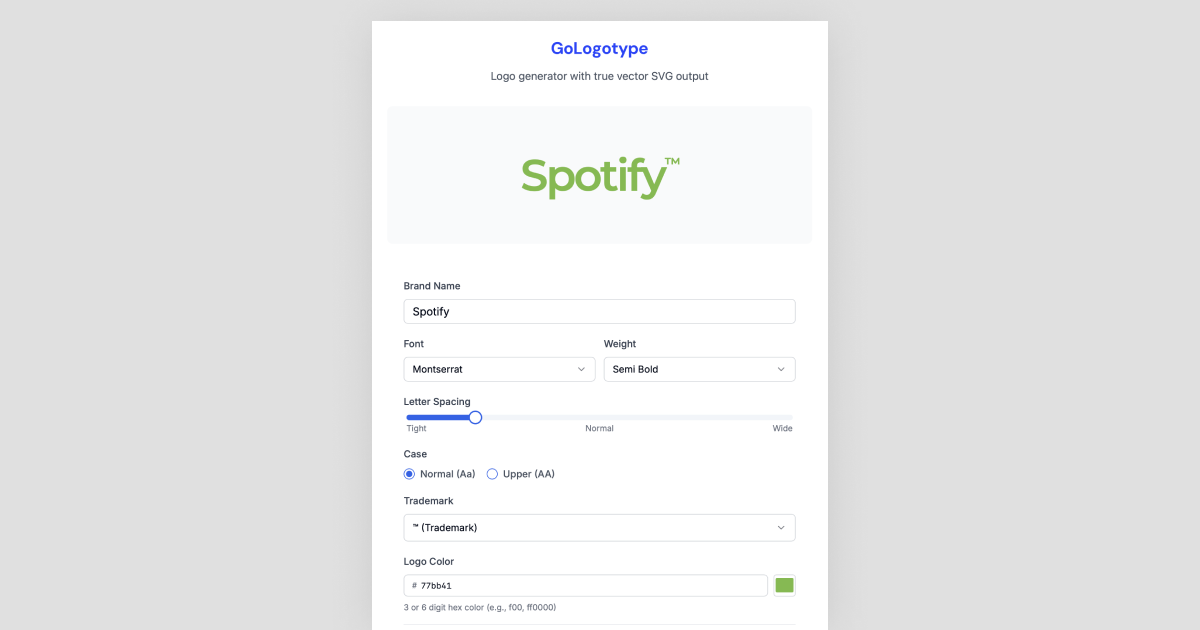 GoLogotype
Logo generator with true vector SVG output
Spotify™
Brand Name
Spotify
Font Weight
Montserrat Semi Bold
Letter Spacing
Tight Normal Wide
Case
Normal (Aa) Upper (AA)
Trademark
™ (Trademark)
Logo Color
# 77bb41
3 or 6 digit hex color (e.g., f00, ff0000)